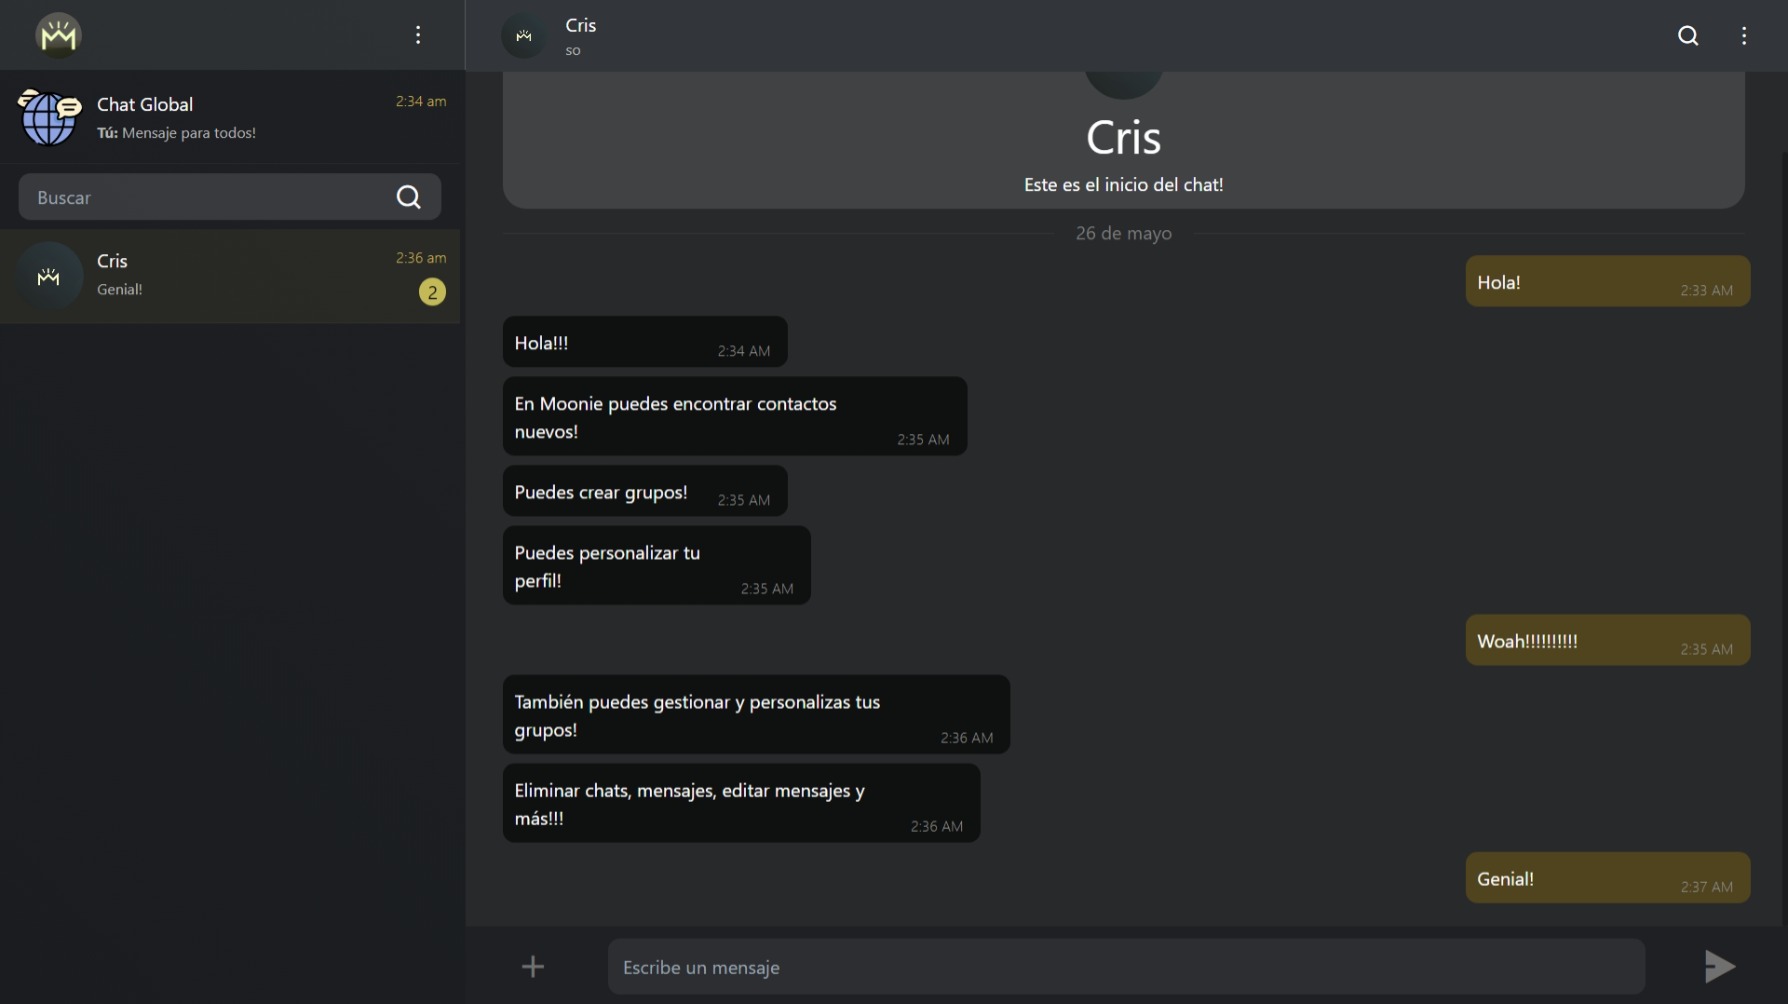 Chat Global
2:34 am
Tú: Mensaje para todos!
Buscar
Cris
2:36 am
Genial!
2
Cris
so
Cris
Este es el inicio del chat!
26 de mayo
Hola!
2:33 AM
Hola!!!
2:34 AM
En Moonie puedes encontrar contactos
nuevos!
2:35 AM
Puedes crear grupos!
2:35 AM
Puedes personalizar tu
perfil!
2:35 AM
Woah!!!!!!!!!!
2:35 AM
También puedes gestionar y personalizas tus
grupos!
2:36 AM
Eliminar chats, mensajes, editar mensajes y
más!!!
2:36 AM
Genial!
2:37 AM
Escribe un mensaje